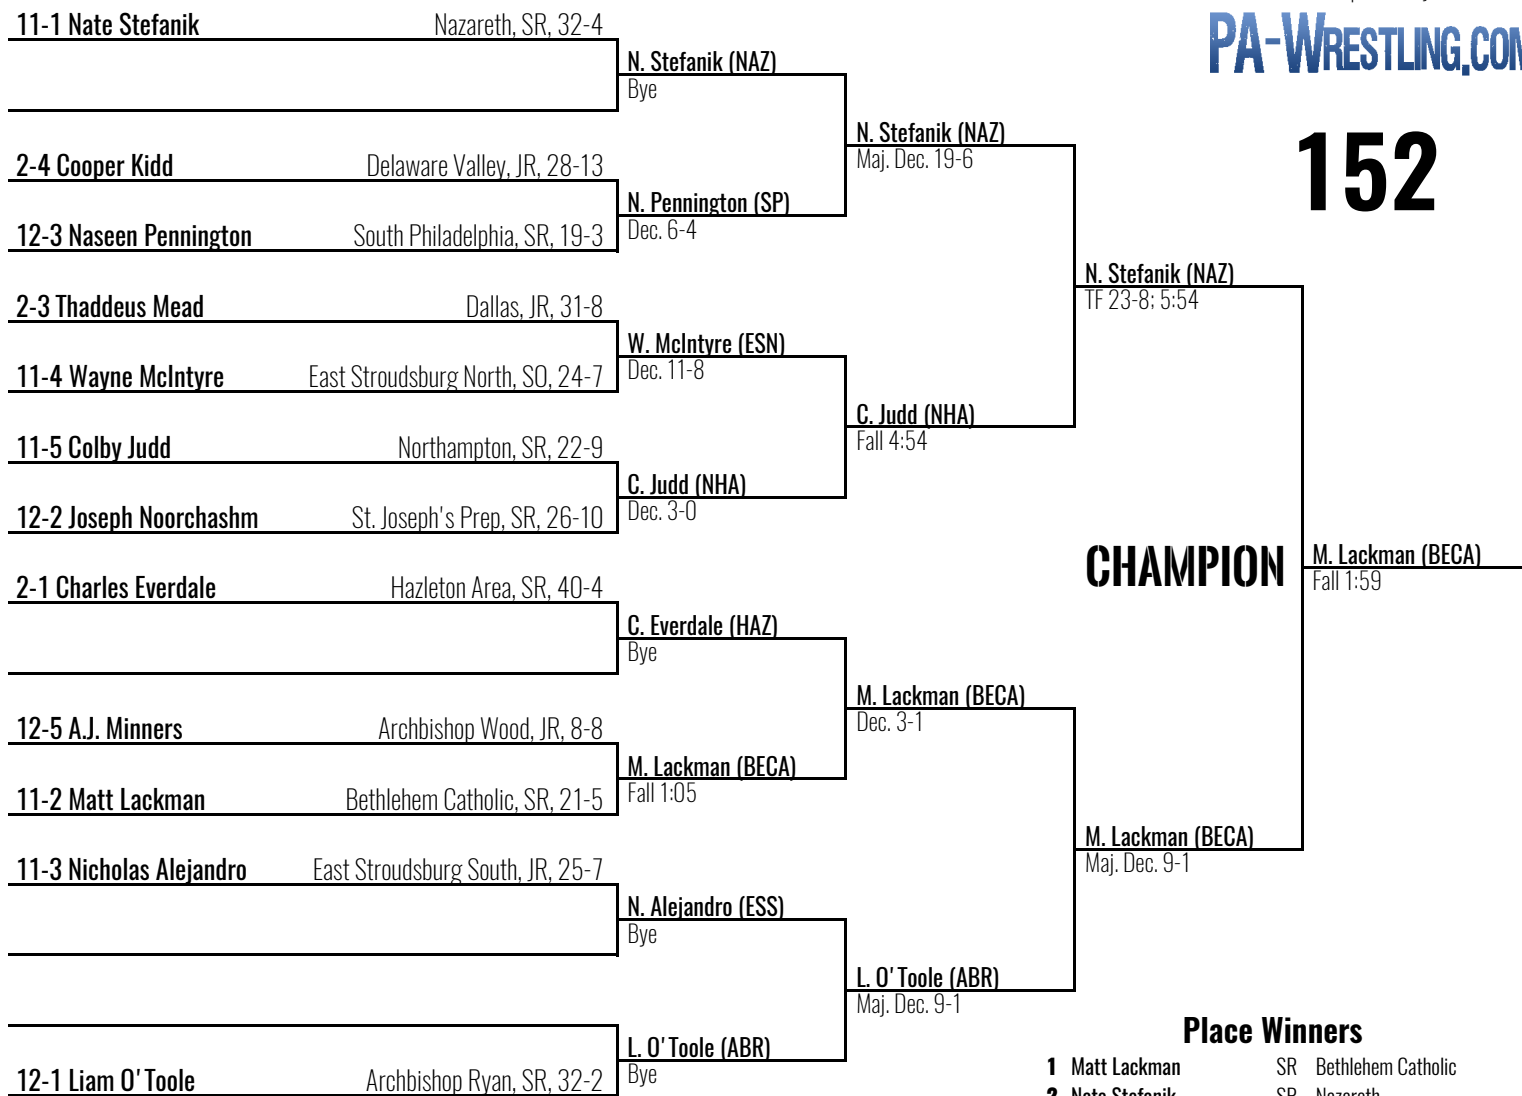 11-1 Nate Stefanik Nazareth, SR, 32-4
N. Stefanik (NAZ)
Bye
2-4 Cooper Kidd Delaware Valley, JR, 28-13
12-3 Naseen Pennington South Philadelphia, SR, 19-3
N. Pennington (SP)
Dec. 6-4
N. Stefanik (NAZ)
Maj. Dec. 19-6
2-3 Thaddeus Mead Dallas, JR, 31-8
11-4 Wayne McIntyre East Stroudsburg North, SO, 24-7
W. McIntyre (ESN)
Dec. 11-8
11-5 Colby Judd Northampton, SR, 22-9
12-2 Joseph Noorchashm St. Joseph's Prep, SR, 26-10
C. Judd (NHA)
Dec. 3-0
C. Judd (NHA)
Fall 4:54
N. Stefanik (NAZ)
TF 23-8; 5:54
2-1 Charles Everdale Hazleton Area, SR, 40-4
C. Everdale (HAZ)
Bye
12-5 A.J. Minners Archbishop Wood, JR, 8-8
11-2 Matt Lackman Bethlehem Catholic, SR, 21-5
M. Lackman (BECA)
Fall 1:05
M. Lackman (BECA)
Dec. 3-1
11-3 Nicholas Alejandro East Stroudsburg South, JR, 25-7
N. Alejandro (ESS)
Bye
12-1 Liam O'Toole Archbishop Ryan, SR, 32-2
L. O'Toole (ABR)
Bye
L. O'Toole (ABR)
Maj. Dec. 9-1
M. Lackman (BECA)
Maj. Dec. 9-1
PA-WRESTLING.COM
152
CHAMPION
M. Lackman (BECA)
Fall 1:59
Place Winners
1 Matt Lackman SR Bethlehem Catholic
2 Nate Stefanik SR Nazareth